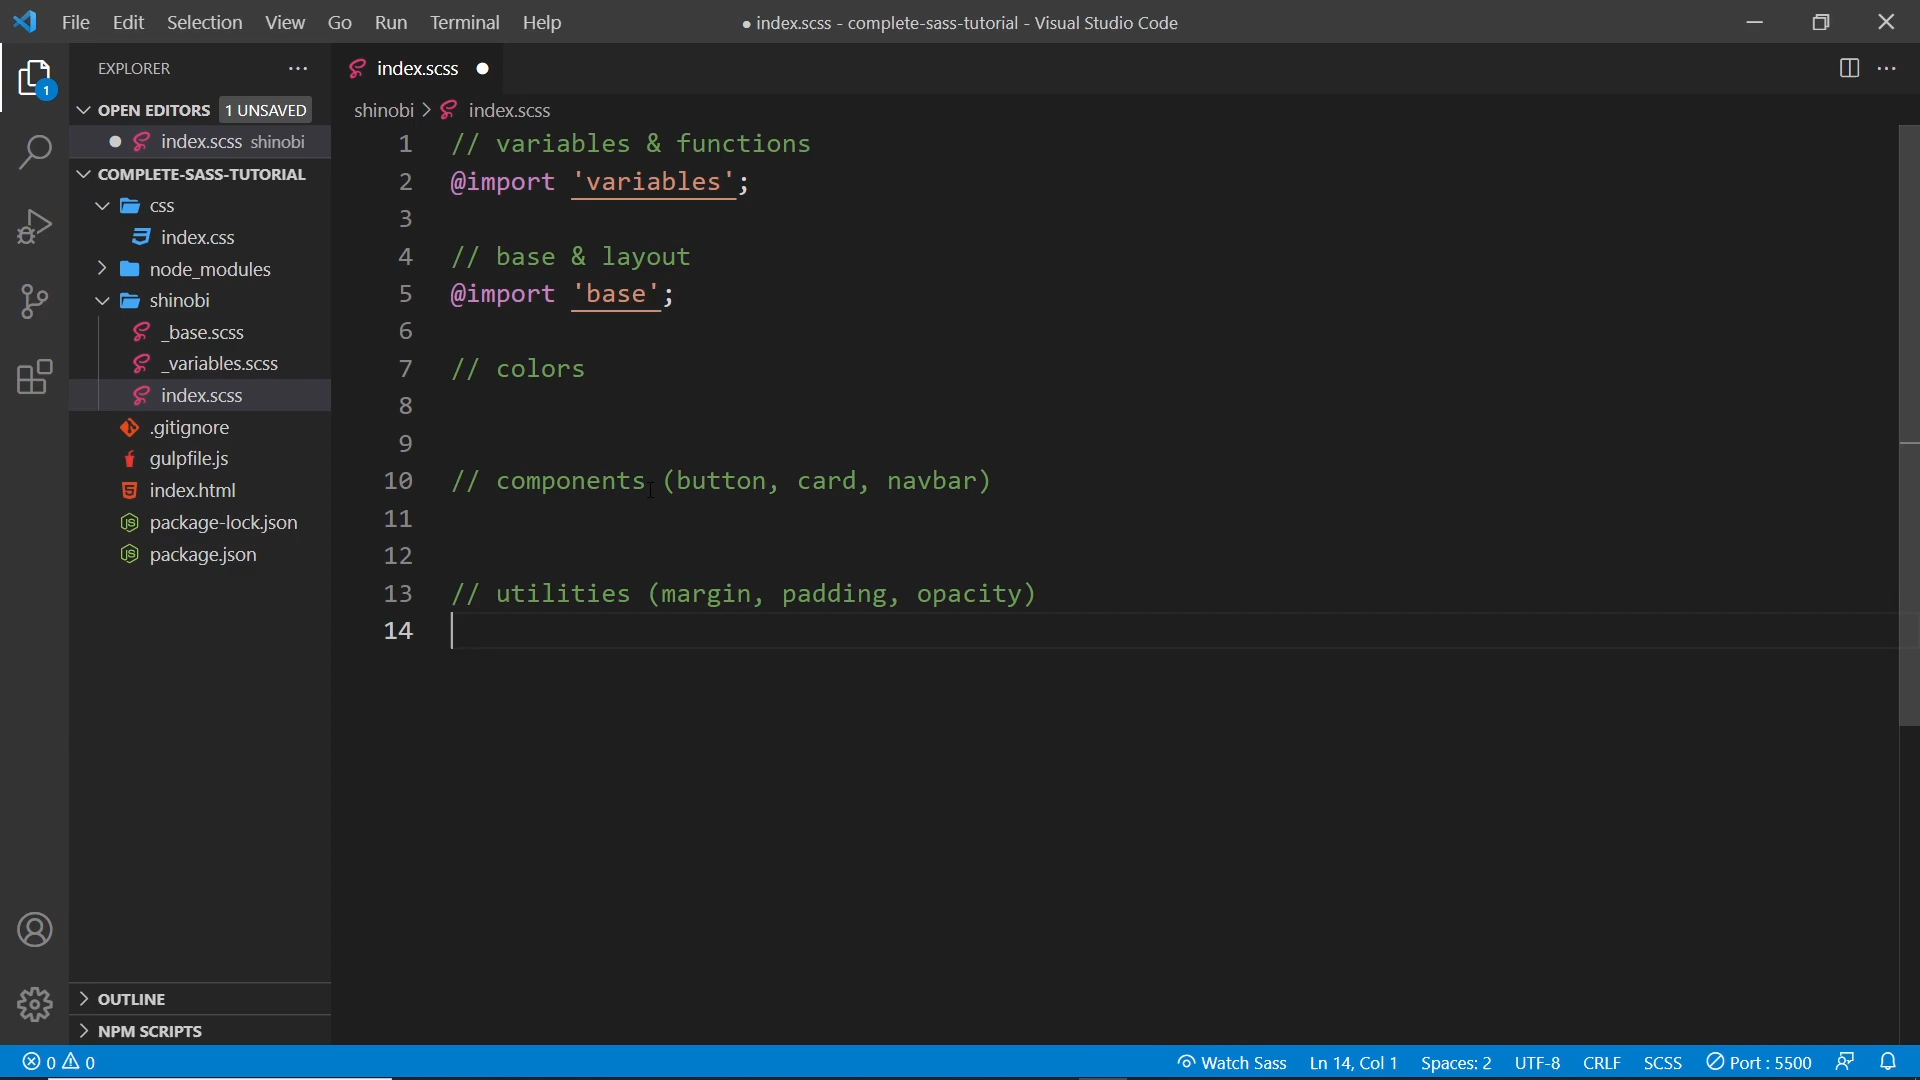 File Edit Selection View Go Run Terminal Help
● index.scss - complete-sass-tutorial - Visual Studio Code
EXPLORER
index.scss
OPEN EDITORS 1 UNSAVED
shinobi > index.scss
index.scss shinobi
COMPLETE-SASS-TUTORIAL
css
index.css
node_modules
shinobi
_base.scss
_variables.scss
index.scss
.gitignore
gulpfile.js
index.html
package-lock.json
package.json
1 // variables & functions
2 @import 'variables';
3
4 // base & layout
5 @import 'base';
6
7 // colors
8
9
10 // components (button, card, navbar)
11
12
13 // utilities (margin, padding, opacity)
14
1
OUTLINE
NPM SCRIPTS
0 0
Watch Sass Ln 14, Col 1 Spaces: 2 UTF-8 CRLF SCSS Port : 5500